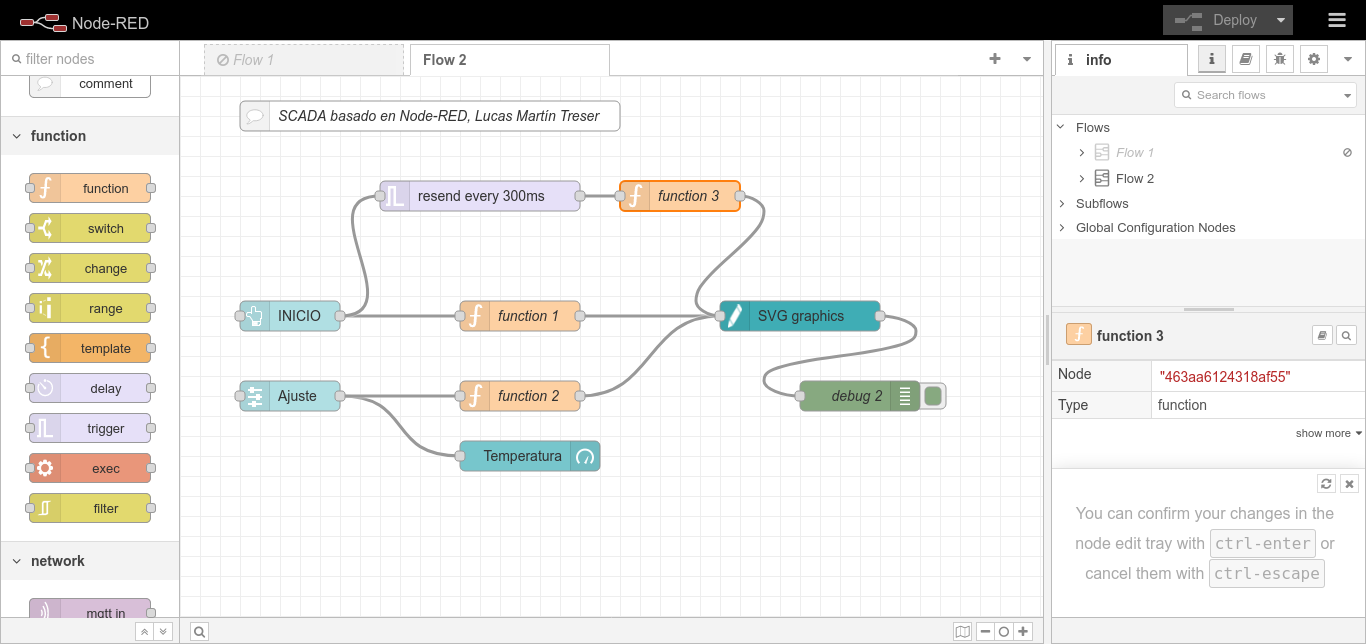 Node-RED
Deploy
filter nodes
comment
function
function
switch
change
range
template
delay
trigger
exec
filter
network
mqtt in
Flow 1
Flow 2
SCADA basado en Node-RED, Lucas Martín Treser
resend every 300ms
function 3
INICIO
function 1
SVG graphics
Ajuste
function 2
debug 2
Temperatura
info
Search flows
Flows
Flow 1
Flow 2
Subflows
Global Configuration Nodes
function 3
Node "463aa6124318af55"
Type function
show more
You can confirm your changes in the
node edit tray with ctrl-enter or
cancel them with ctrl-escape